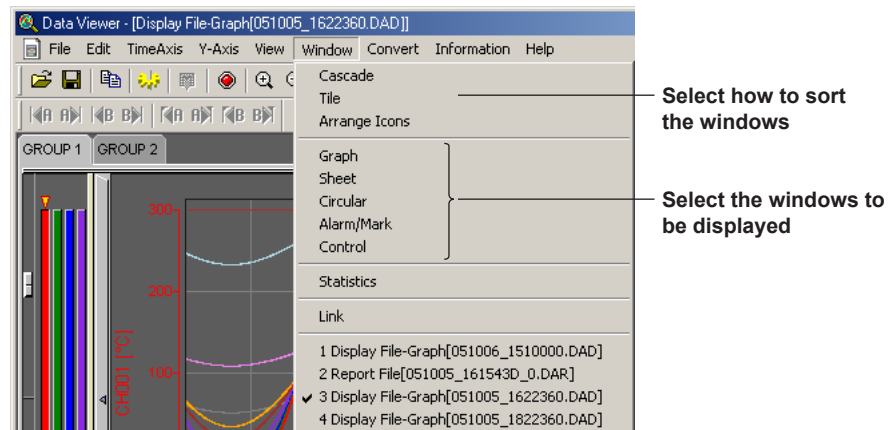 Data Viewer - [Display File-Graph[051005_1622360.DAD]]
File Edit TimeAxis Y-Axis View Window Convert Information Help
A A B B A A B B
GROUP 1 GROUP 2
300
200
100
CH001 [°C]
Cascade
Tile
Arrange Icons
Graph
Sheet
Circular
Alarm/Mark
Control
Statistics
Link
1 Display File-Graph[051006_1510000.DAD]
2 Report File[051005_161543D_0.DAR]
3 Display File-Graph[051005_1622360.DAD]
4 Display File-Graph[051005_1822360.DAD]
Select how to sort
the windows
Select the windows to
be displayed